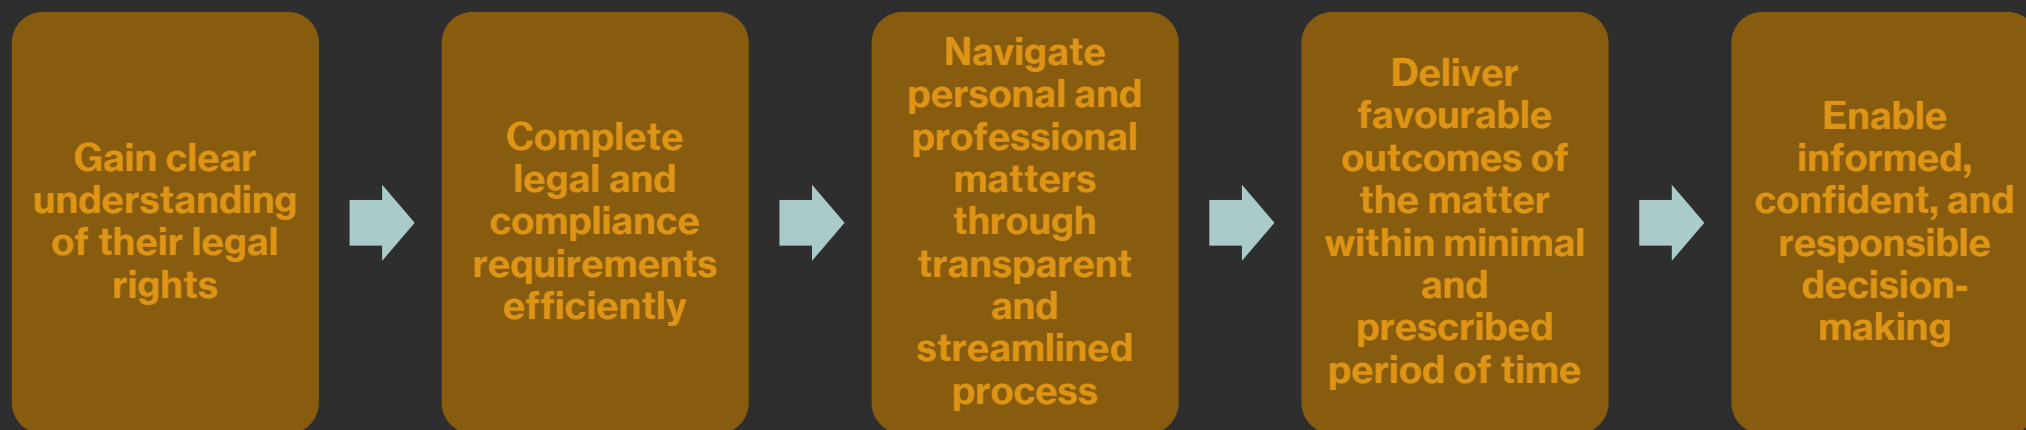 Gain clear
understanding
of their legal
rights
Complete
legal and
compliance
requirements
efficiently
Navigate
personal and
professional
matters
through
transparent
and
streamlined
process
Deliver
favourable
outcomes of
the matter
within minimal
and
prescribed
period of time
Enable
informed,
confident, and
responsible
decision-
making